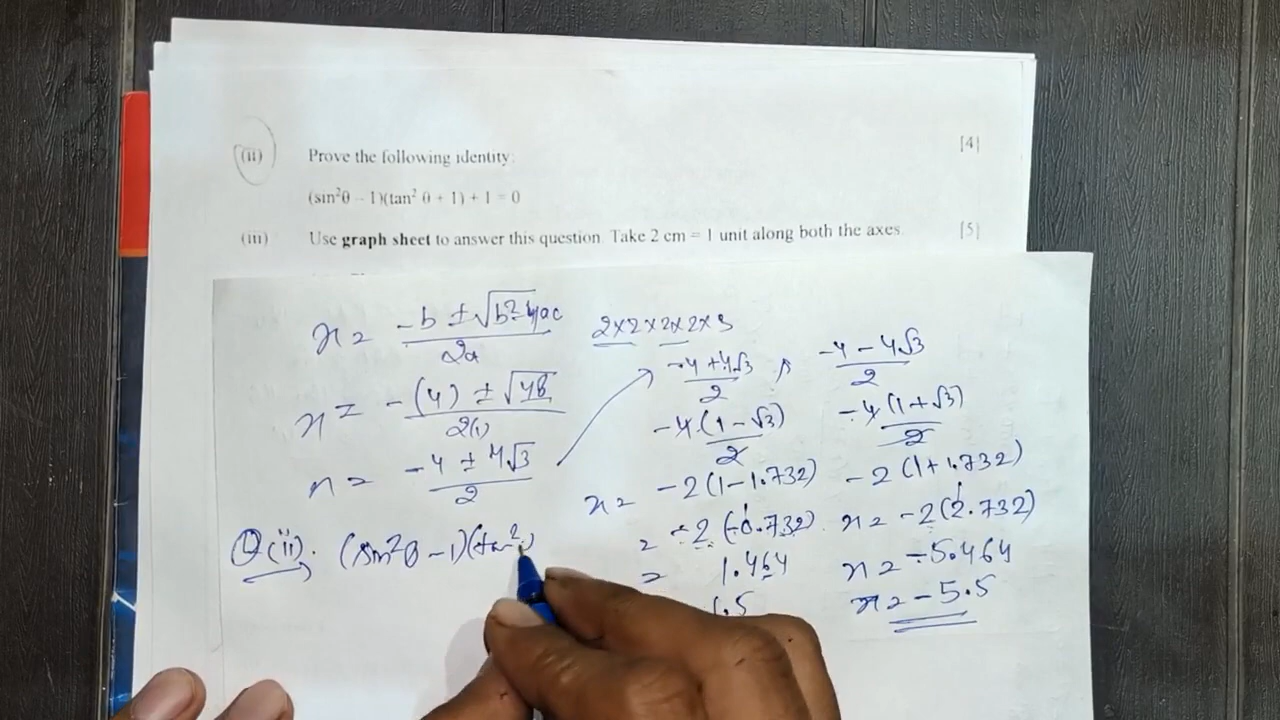 (ii) Prove the following identity: [4]
(sin²θ - 1)(tan² θ + 1) + 1 = 0
(iii) Use graph sheet to answer this question. Take 2 cm = 1 unit along both the axes. [5]
x = -b ± √b² - 4ac / 2a
x = -(4) ± √48 / 2(1)
x = -4 ± 4√3 / 2
Q(ii). (sin²θ - 1)(tan²
2×2×2×2×3
-4 + 4√3 / 2
-4(1 - √3) / 2
x = -2(1 - 1.732)
= -2(-0.732)
= 1.464
1.5
-4 - 4√3 / 2
-4(1 + √3) / 2
-2(1 + 1.732)
x = -2(2.732)
x = -5.464
x = -5.5